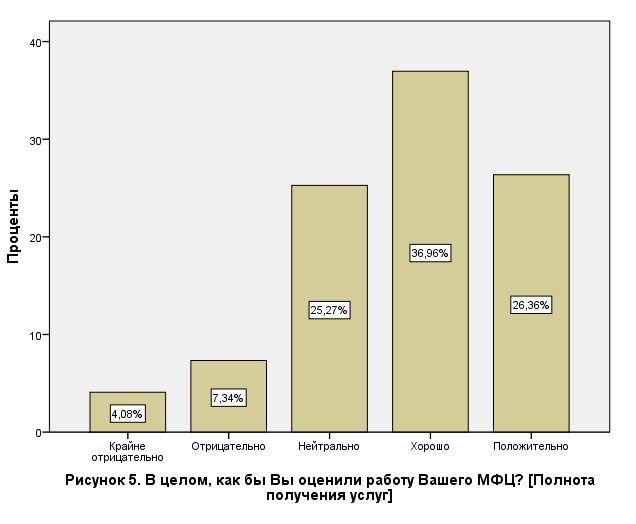 40
30
20
10
0
Проценты
4,08%
7,34%
25,27%
36,96%
26,36%
Крайне
отрицательно
Отрицательно
Нейтрально
Хорошо
Положительно
Рисунок 5. В целом, как бы Вы оценили работу Вашего МФЦ? [Полнота
получения услуг]